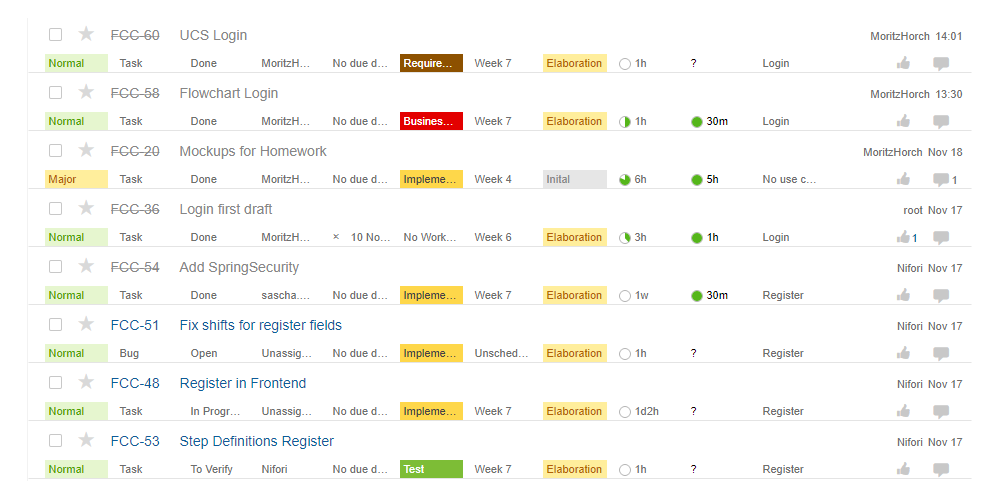 FCC-60 UCS Login MoritzHorch 14:01
Normal Task Done MoritzH... No due d... Require... Week 7 Elaboration 1h ? Login
FCC-58 Flowchart Login MoritzHorch 13:30
Normal Task Done MoritzH... No due d... Busines... Week 7 Elaboration 1h 30m Login
FCC-20 Mockups for Homework MoritzHorch Nov 18
Major Task Done MoritzH... No due d... Impleme... Week 4 Inital 6h 5h No use c... 1
FCC-36 Login first draft root Nov 17
Normal Task Done MoritzH... × 10 No... No Work... Week 6 Elaboration 3h 1h Login 1
FCC-54 Add SpringSecurity Nifori Nov 17
Normal Task Done sascha.... No due d... Impleme... Week 7 Elaboration 1w 30m Register
FCC-51 Fix shifts for register fields Nifori Nov 17
Normal Bug Open Unassig... No due d... Impleme... Unsched... Elaboration 1h ? Register
FCC-48 Register in Frontend Nifori Nov 17
Normal Task In Progr... Unassig... No due d... Impleme... Week 7 Elaboration 1d2h ? Register
FCC-53 Step Definitions Register Nifori Nov 17
Normal Task To Verify Nifori No due d... Test Week 7 Elaboration 1h ? Register